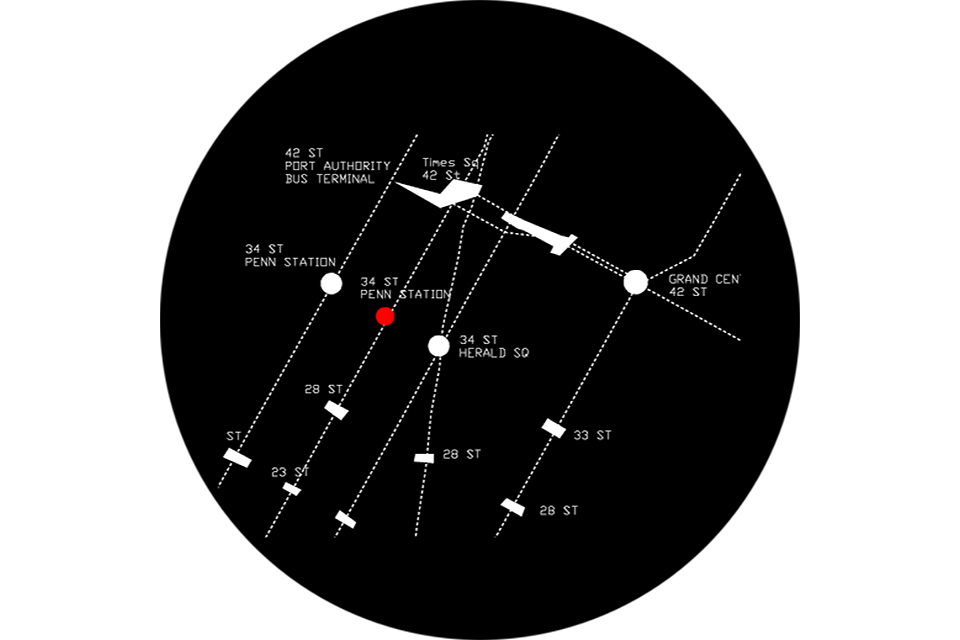 42 ST
PORT AUTHORITY
BUS TERMINAL
Times Sq
42 St
34 ST
PENN STATION
34 ST
PENN STATION
GRAND CEN
42 ST
34 ST
HERALD SQ
28 ST
ST
23 ST
28 ST
33 ST
28 ST